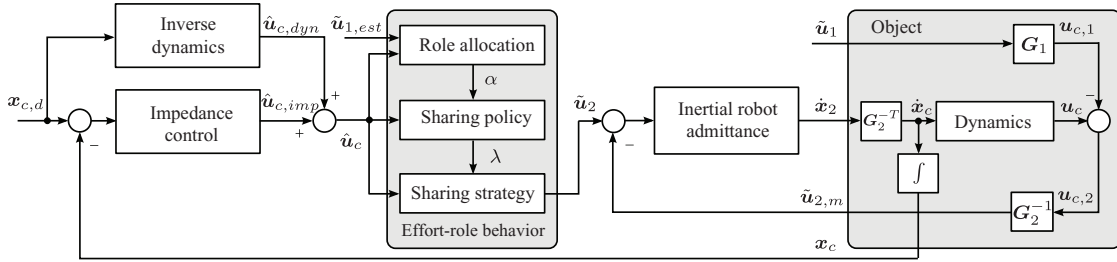 Inverse
dynamics
û_{c,dyn}
ũ_{1,est}
Role allocation
α
ũ_1
Object
G_1
u_{c,1}
x_{c,d}
−
Impedance
control
û_{c,imp}
+
+
û_c
Sharing policy
λ
Sharing strategy
Effort-role behavior
ũ_2
−
Inertial robot
admittance
ẋ_2
G_2^{-T}
ẋ_c
Dynamics
u_c
−
∫
ũ_{2,m}
G_2^{-1}
u_{c,2}
x_c